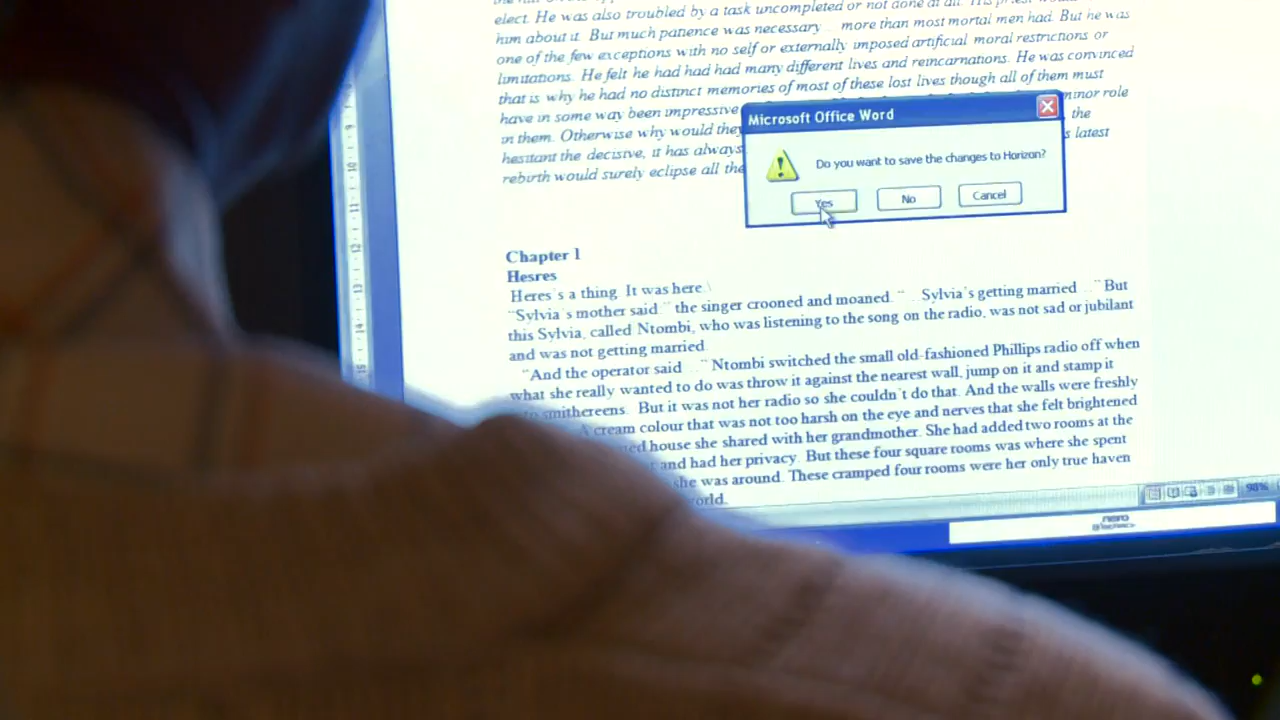 elect. He was also troubled by a task uncompleted or not done at all.
him about it. But much patience was necessary ... more than most mortal men had. But he was
one of the few exceptions with no self or externally imposed artificial moral restrictions or
limitations. He felt he had had had many different lives and reincarnations. He was convinced
that is why he had no distinct memories of most of these lost lives though all of them must
have in some way been impressive minor role
in them. Otherwise why would they the
hesitant the decisive, it has always latest
rebirth would surely eclipse all the
Microsoft Office Word
Do you want to save the changes to Horizon?
Yes No Cancel
Chapter 1
Hesres
Heres's a thing. It was here \
"Sylvia's mother said..." the singer crooned and moaned. "... Sylvia's getting married..." But
this Sylvia, called Ntombi, who was listening to the song on the radio, was not sad or jubilant
and was not getting married.
"And the operator said ..." Ntombi switched the small old-fashioned Phillips radio off when
what she really wanted to do was throw it against the nearest wall, jump on it and stamp it
to smithereens. But it was not her radio so she couldn't do that. And the walls were freshly
cream colour that was not too harsh on the eye and nerves that she felt brightened
house she shared with her grandmother. She had added two rooms at the
and had her privacy. But these four square rooms was where she spent
she was around. These cramped four rooms were her only true haven
world.
98%
nero
9
10
11
12
13
14
15